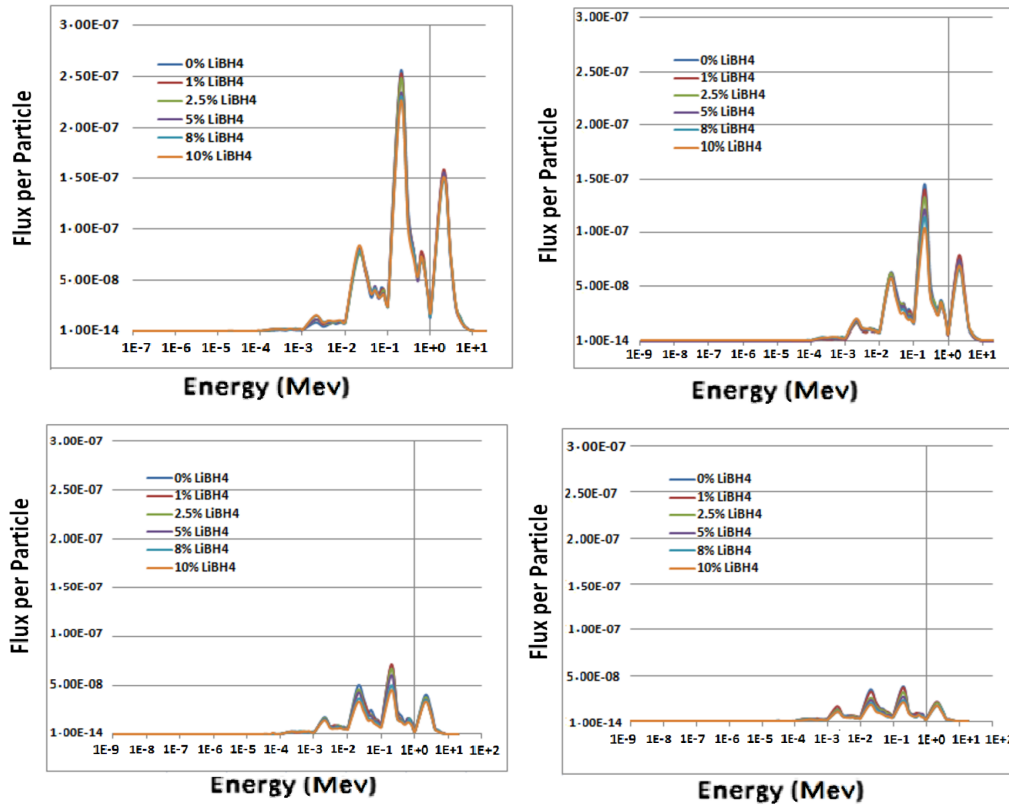 Flux per Particle
3.00E-07
2.50E-07
2.00E-07
1.50E-07
1.00E-07
5.00E-08
1.00E-14
0% LiBH4
1% LiBH4
2.5% LiBH4
5% LiBH4
8% LiBH4
10% LiBH4
1E-7 1E-6 1E-5 1E-4 1E-3 1E-2 1E-1 1E+0 1E+1
Energy (Mev)
Flux per Particle
3.00E-07
2.50E-07
2.00E-07
1.50E-07
1.00E-07
5.00E-08
1.00E-14
0% LiBH4
1% LiBH4
2.5% LiBH4
5% LiBH4
8% LiBH4
10% LiBH4
1E-9 1E-8 1E-7 1E-6 1E-5 1E-4 1E-3 1E-2 1E-1 1E+0 1E+1
Energy (Mev)
Flux per Particle
3.00E-07
2.50E-07
2.00E-07
1.50E-07
1.00E-07
5.00E-08
1.00E-14
0% LiBH4
1% LiBH4
2.5% LiBH4
5% LiBH4
8% LiBH4
10% LiBH4
1E-9 1E-8 1E-7 1E-6 1E-5 1E-4 1E-3 1E-2 1E-1 1E+0 1E+1 1E+2
Energy (Mev)
Flux per Particle
3.00E-07
2.50E-07
2.00E-07
1.50E-07
1.00E-07
5.00E-08
1.00E-14
0% LiBH4
1% LiBH4
2.5% LiBH4
5% LiBH4
8% LiBH4
10% LiBH4
1E-9 1E-8 1E-7 1E-6 1E-5 1E-4 1E-3 1E-2 1E-1 1E+0 1E+1 1E+2
Energy (Mev)